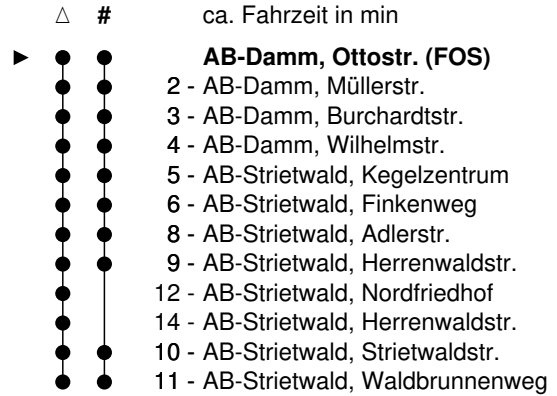 △ # ca. Fahrzeit in min
► AB-Damm, Ottostr. (FOS)
2 - AB-Damm, Müllerstr.
3 - AB-Damm, Burchardtstr.
4 - AB-Damm, Wilhelmstr.
5 - AB-Strietwald, Kegelzentrum
6 - AB-Strietwald, Finkenweg
8 - AB-Strietwald, Adlerstr.
9 - AB-Strietwald, Herrenwaldstr.
12 - AB-Strietwald, Nordfriedhof
14 - AB-Strietwald, Herrenwaldstr.
10 - AB-Strietwald, Strietwaldstr.
11 - AB-Strietwald, Waldbrunnenweg